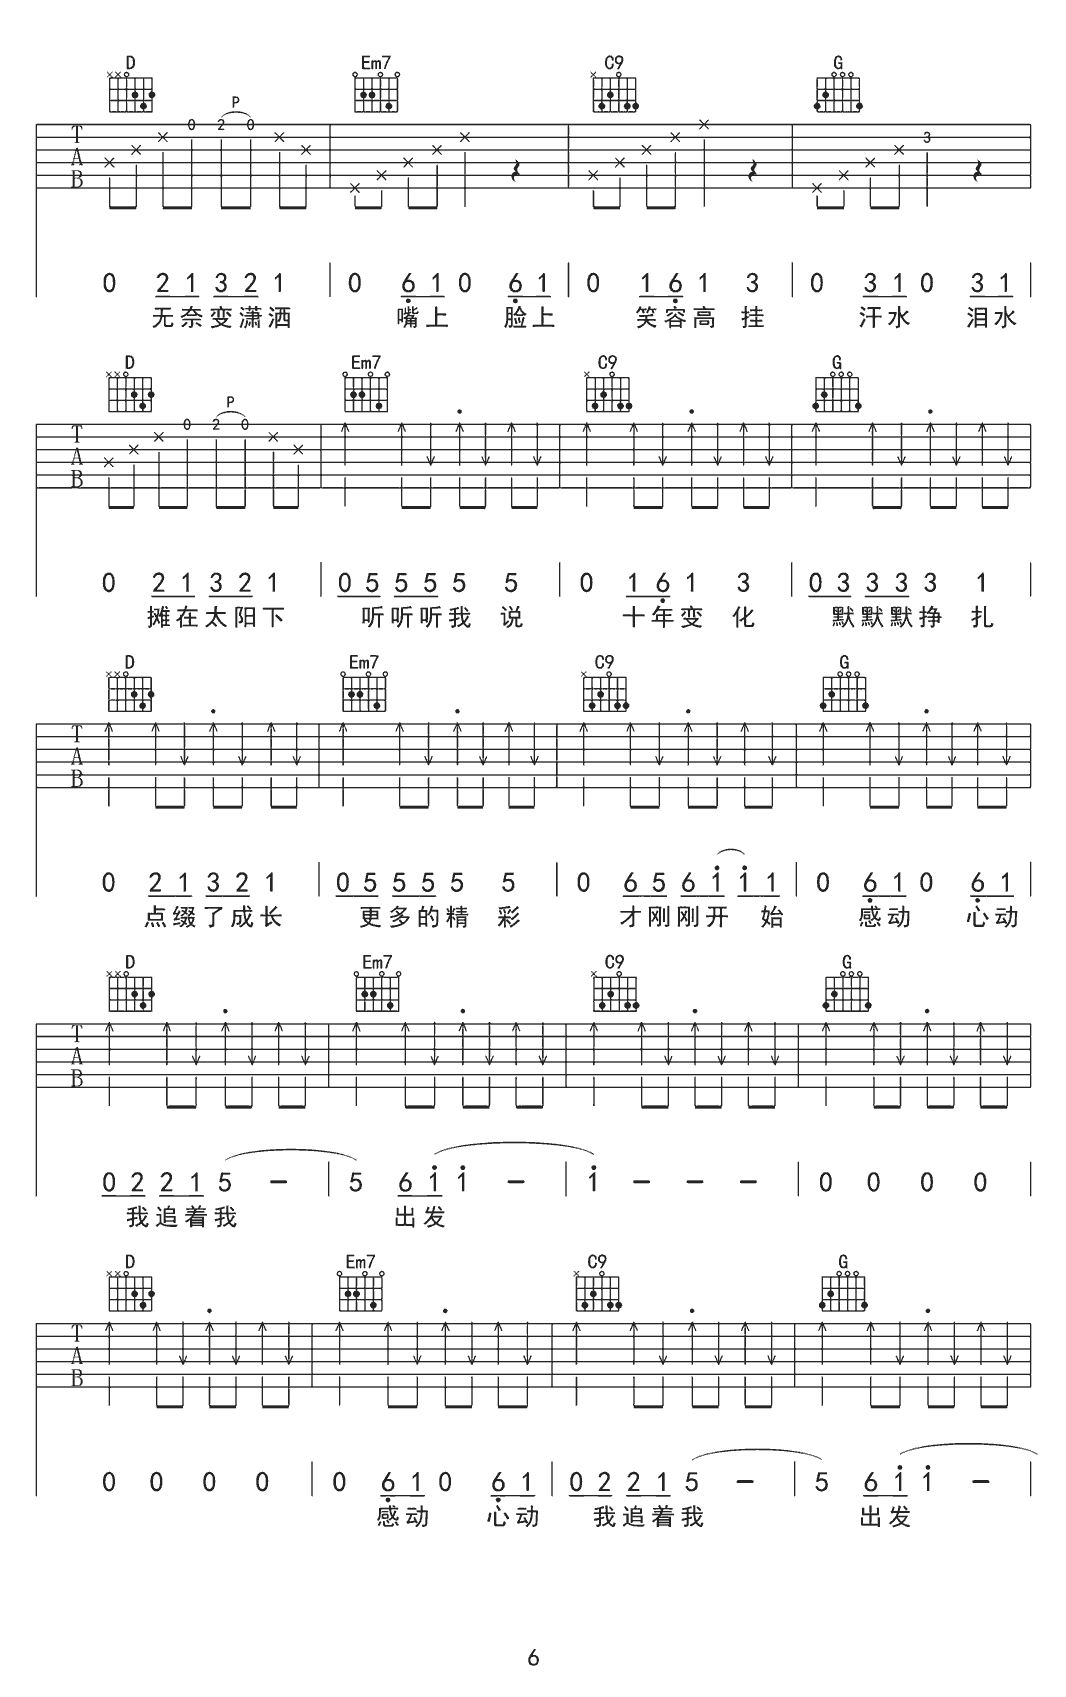 D Em7 C9 G
P
T A B
0 2 0 3
0 2 1 3 2 1 | 0 6 1 0 6 1 | 0 1 6 1 3 | 0 3 1 0 3 1
无奈变潇洒 嘴上 脸上 笑容高 挂 汗水 泪水
D Em7 C9 G
P
T A B
0 2 0
0 2 1 3 2 1 | 0 5 5 5 5 5 | 0 1 6 1 3 | 0 3 3 3 3 1
摊在太阳下 听听听我 说 十年变 化 默默默挣 扎
D Em7 C9 G
T A B
0 2 1 3 2 1 | 0 5 5 5 5 5 | 0 6 5 6 1 1 1 | 0 6 1 0 6 1
点缀了成长 更多的精 彩 才刚刚开 始 感动 心动
D Em7 C9 G
T A B
0 2 2 1 5 – | 5 6 1 1 – | 1 – – – | 0 0 0 0
我追着我 出发
D Em7 C9 G
T A B
0 0 0 0 | 0 6 1 0 6 1 | 0 2 2 1 5 – | 5 6 1 1 –
感动 心动 我追着我 出发
6